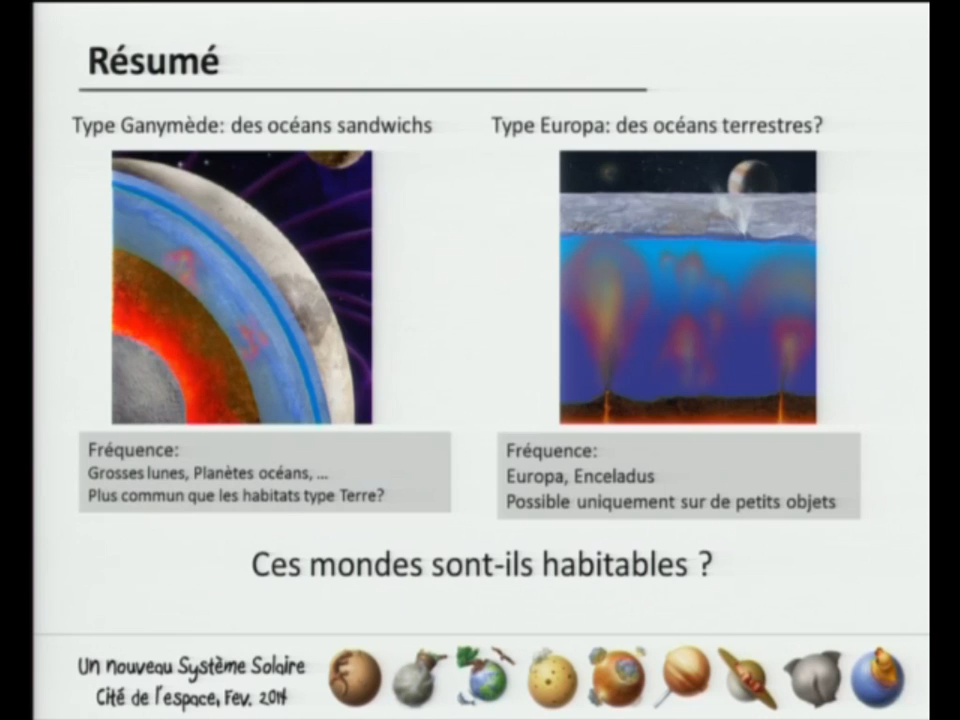 Résumé
Type Ganymède: des océans sandwichs
Type Europa: des océans terrestres?
Fréquence:
Grosses lunes, Planètes océans, ...
Plus commun que les habitats type Terre?
Fréquence:
Europa, Enceladus
Possible uniquement sur de petits objets
Ces mondes sont-ils habitables ?
Un nouveau Système Solaire
Cité de l'espace, Fev. 2014